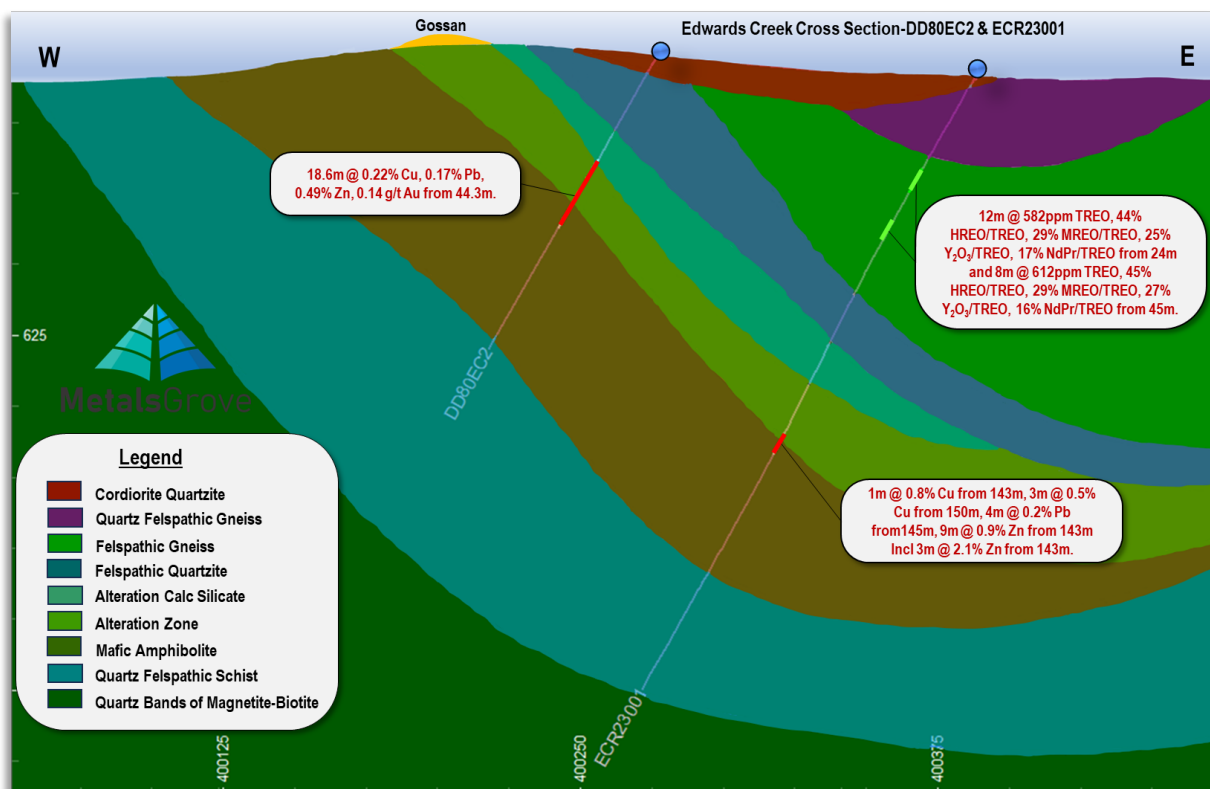 Gossan
Edwards Creek Cross Section-DD80EC2 & ECR23001
W
E
18.6m @ 0.22% Cu, 0.17% Pb,
0.49% Zn, 0.14 g/t Au from 44.3m.
12m @ 582ppm TREO, 44%
HREO/TREO, 29% MREO/TREO, 25%
Y₂O₃/TREO, 17% NdPr/TREO from 24m
and 8m @ 612ppm TREO, 45%
HREO/TREO, 29% MREO/TREO, 27%
Y₂O₃/TREO, 16% NdPr/TREO from 45m.
625
MetalsGrove
DD80EC2
Legend
Cordiorite Quartzite
Quartz Felspathic Gneiss
Felspathic Gneiss
Felspathic Quartzite
Alteration Calc Silicate
Alteration Zone
Mafic Amphibolite
Quartz Felspathic Schist
Quartz Bands of Magnetite-Biotite
1m @ 0.8% Cu from 143m, 3m @ 0.5%
Cu from 150m, 4m @ 0.2% Pb
from145m, 9m @ 0.9% Zn from 143m
Incl 3m @ 2.1% Zn from 143m.
ECR23001
400125
400250
400375